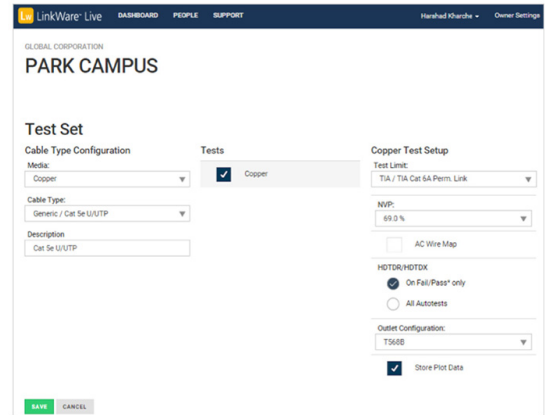 Lw LinkWare™ Live DASHBOARD PEOPLE SUPPORT Harshad Kharche Owner Settings
GLOBAL CORPORATION
PARK CAMPUS
Test Set
Cable Type Configuration
Media:
Copper
Cable Type:
Generic / Cat 5e U/UTP
Description
Cat 5e U/UTP
Tests
Copper
Copper Test Setup
Test Limit:
TIA / TIA Cat 6A Perm. Link
NVP:
69.0 %
AC Wire Map
HDTDR/HDTDX
On Fail/Pass* only
All Autotests
Outlet Configuration:
T568B
Store Plot Data
SAVE CANCEL